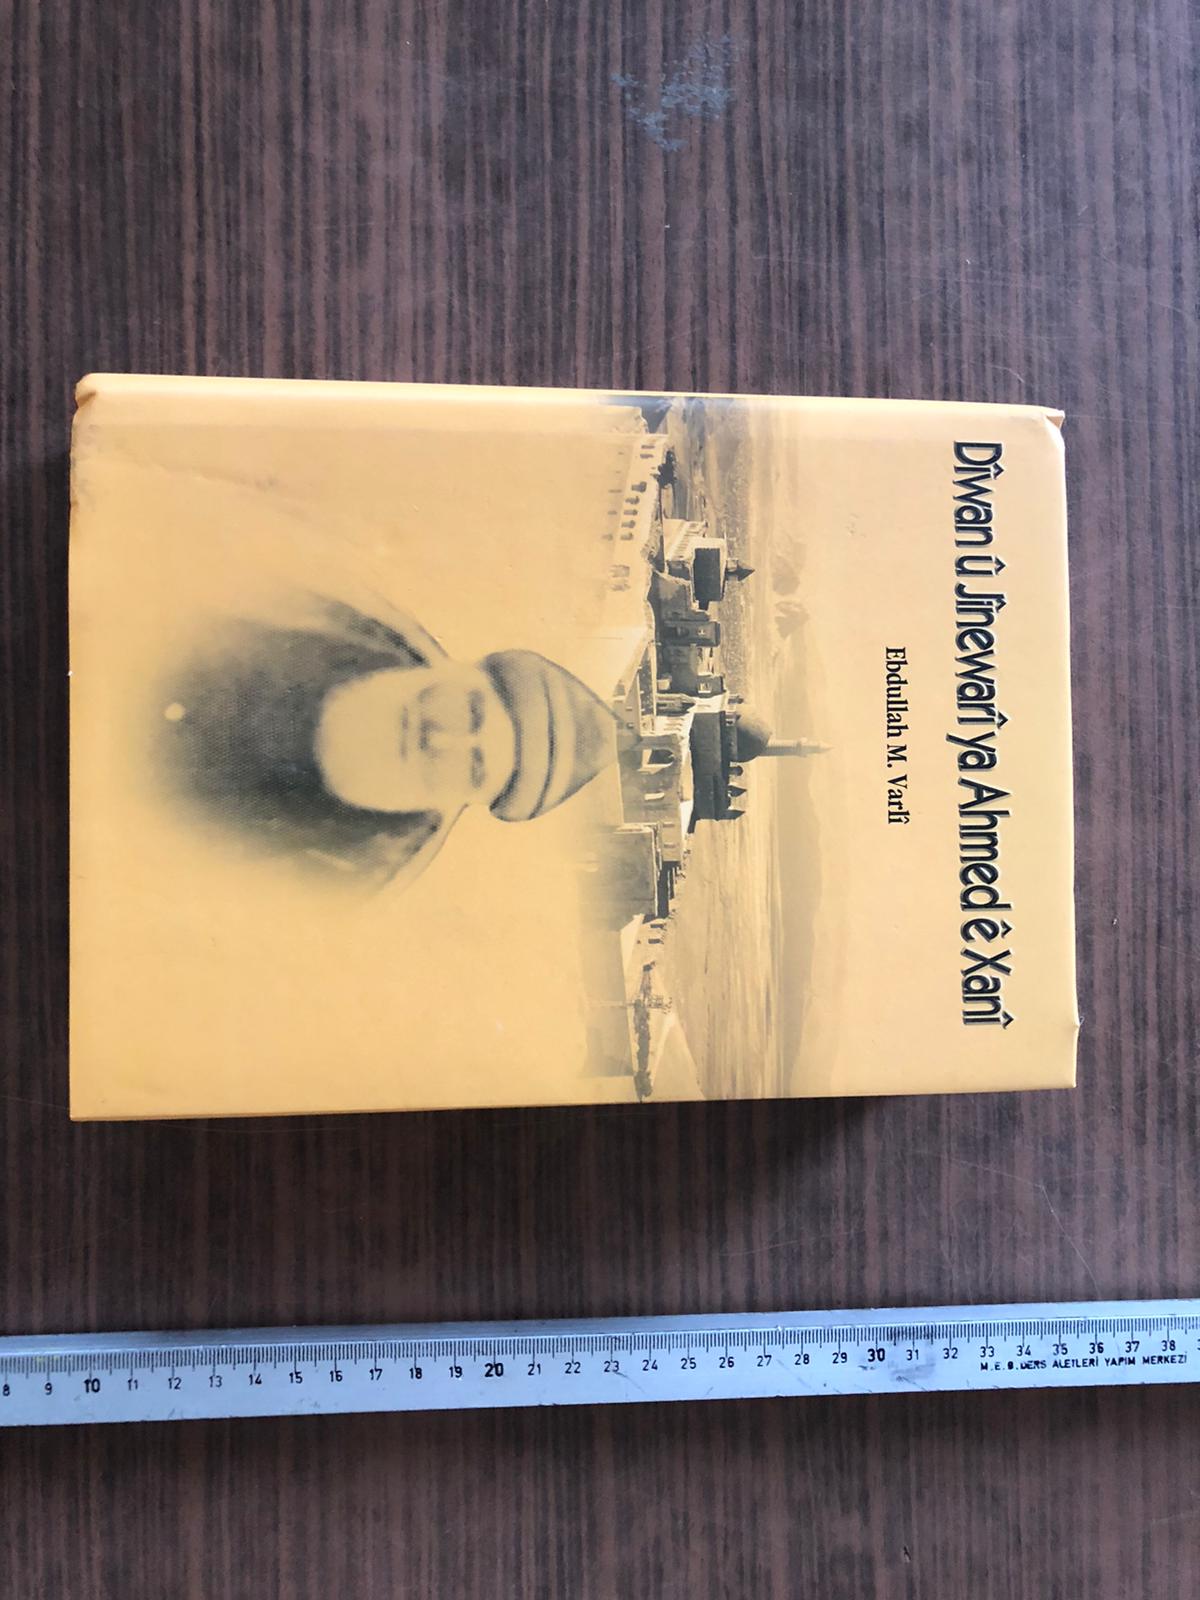 Dîwan û Jînewarî ya Ahmed ê Xanî
Ebdullah M. Varlî
8 9 10 11 12 13 14 15 16 17 18 19 20 21 22 23 24 25 26 27 28 29 30 31 32 33 34 35 36 37 38
M.E.B. DERS ALETLERİ YAPIM MERKEZİ